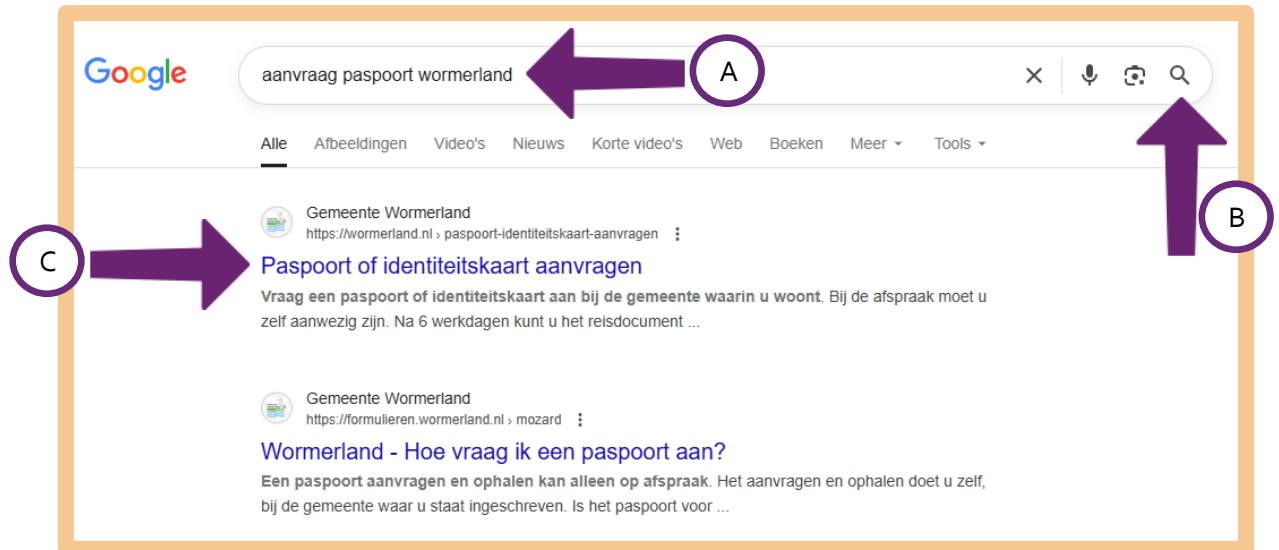 Google
aanvraag paspoort wormerland
A
Alle Afbeeldingen Video's Nieuws Korte video's Web Boeken Meer Tools
B
Gemeente Wormerland
https://wormerland.nl › paspoort-identiteitskaart-aanvragen
C
Paspoort of identiteitskaart aanvragen
Vraag een paspoort of identiteitskaart aan bij de gemeente waarin u woont. Bij de afspraak moet u
zelf aanwezig zijn. Na 6 werkdagen kunt u het reisdocument ...
Gemeente Wormerland
https://formulieren.wormerland.nl › mozard
Wormerland - Hoe vraag ik een paspoort aan?
Een paspoort aanvragen en ophalen kan alleen op afspraak. Het aanvragen en ophalen doet u zelf,
bij de gemeente waar u staat ingeschreven. Is het paspoort voor ...